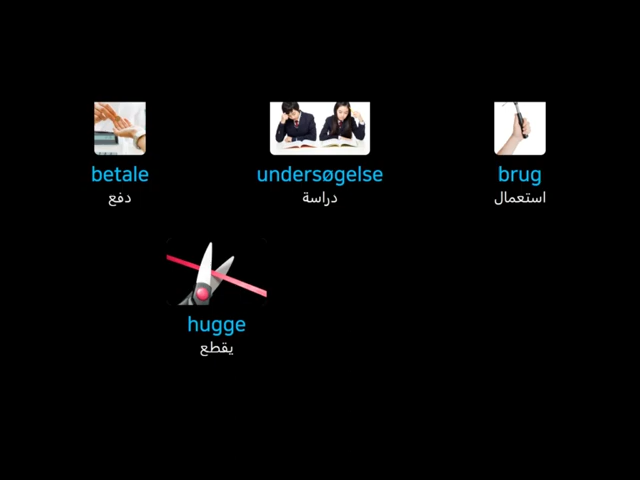 betale
دفع
undersøgelse
دراسة
brug
استعمال
hugge
يقطع